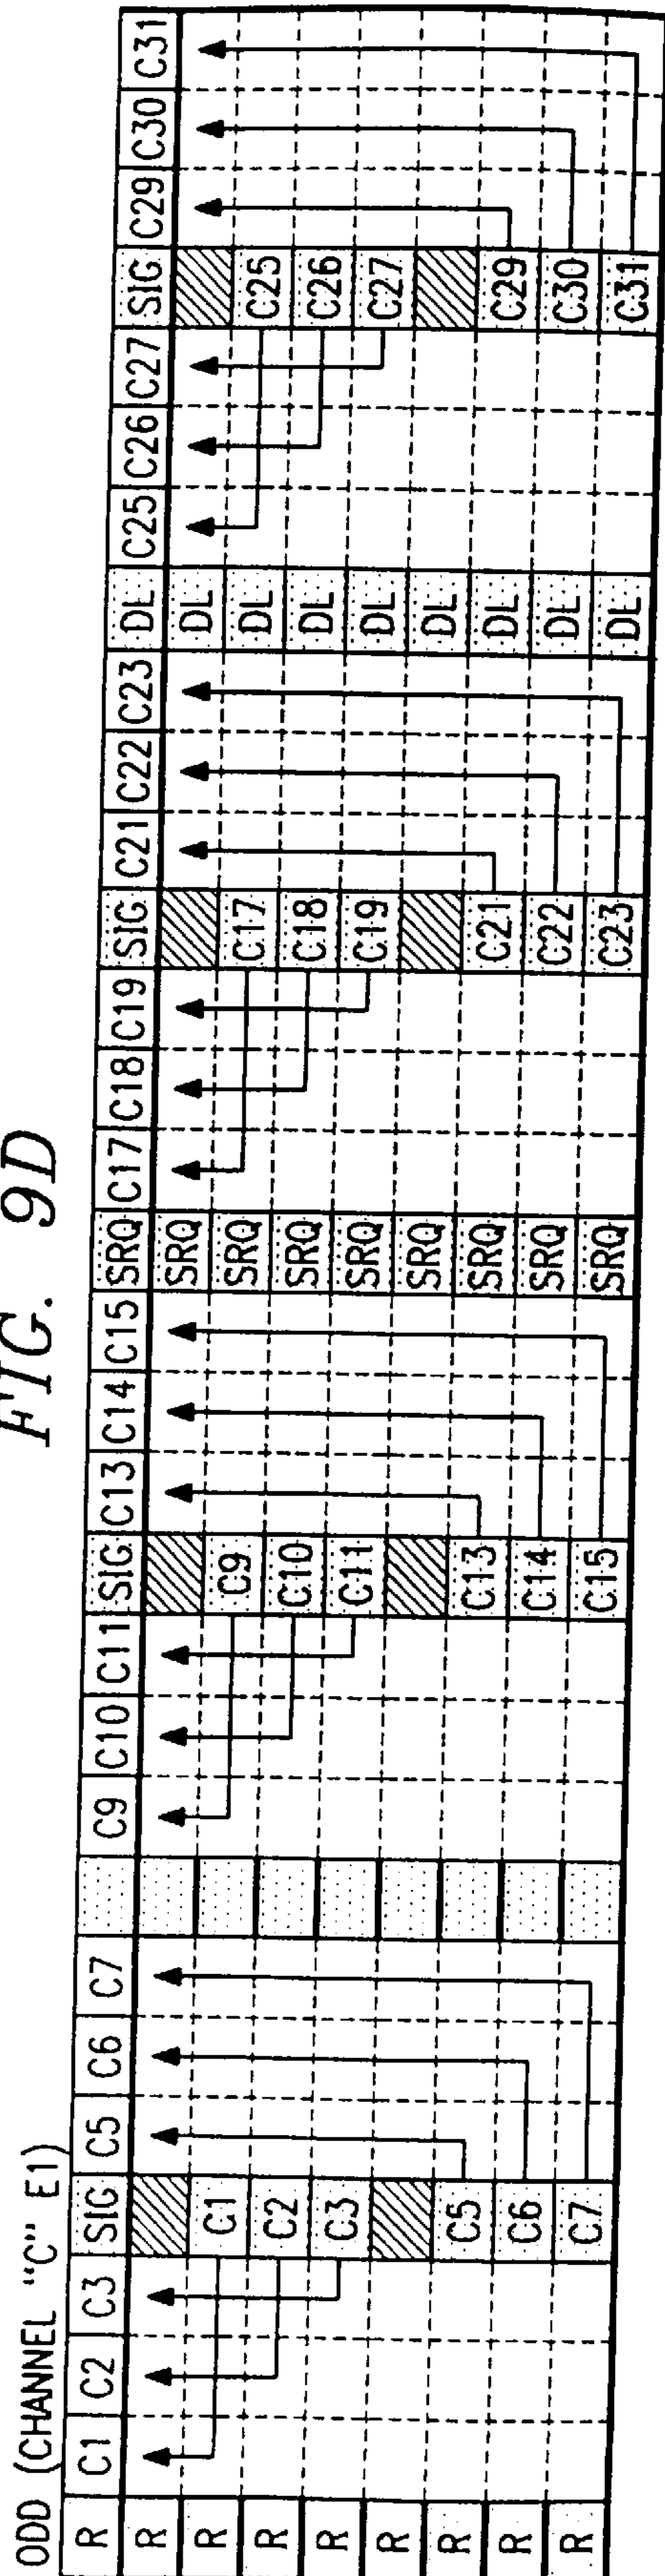 FIG. 9D
ODD (CHANNEL "C" E1)
R C1 C2 C3 SIG C5 C6 C7 C9 C10 C11 SIG C13 C14 C15 SRQ C17 C18 C19 SIG C21 C22 C23 DL C25 C26 C27 SIG C29 C30 C31
R SRQ DL
R C1 C9 SRQ C17 DL C25
R C2 C10 SRQ C18 DL C26
R C3 C11 SRQ C19 DL C27
R SRQ DL
R C5 C13 SRQ C21 DL C29
R C6 C14 SRQ C22 DL C30
R C7 C15 SRQ C23 DL C31